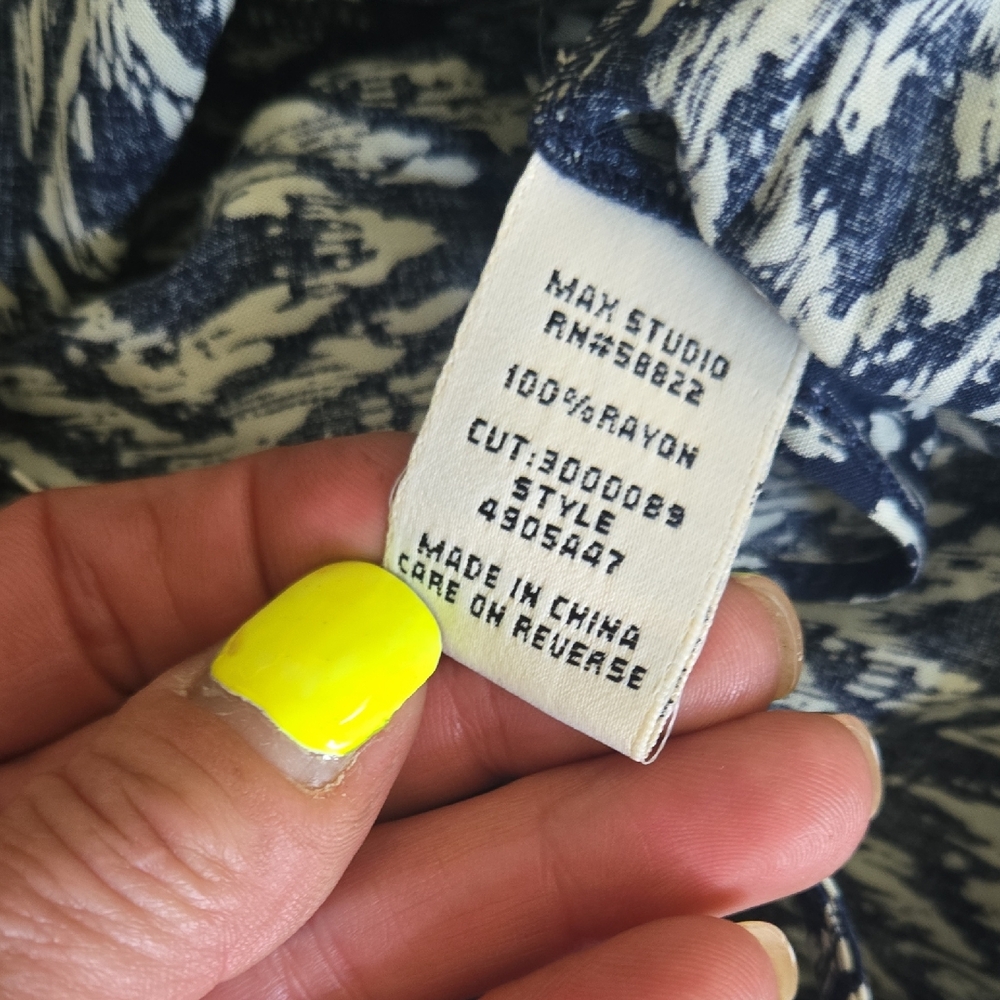 MAX STUDIO
RN#58822
100%RAYON
CUT:3000089
STYLE
4905A47
MADE IN CHINA
CARE ON REVERSE